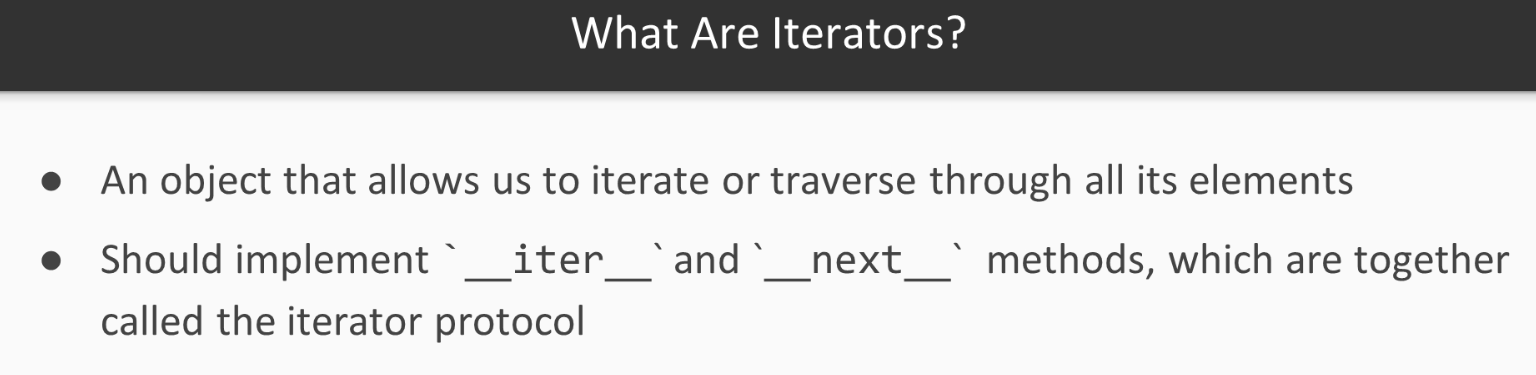 What Are Iterators?
● An object that allows us to iterate or traverse through all its elements
● Should implement `__iter__` and `__next__` methods, which are together
called the iterator protocol